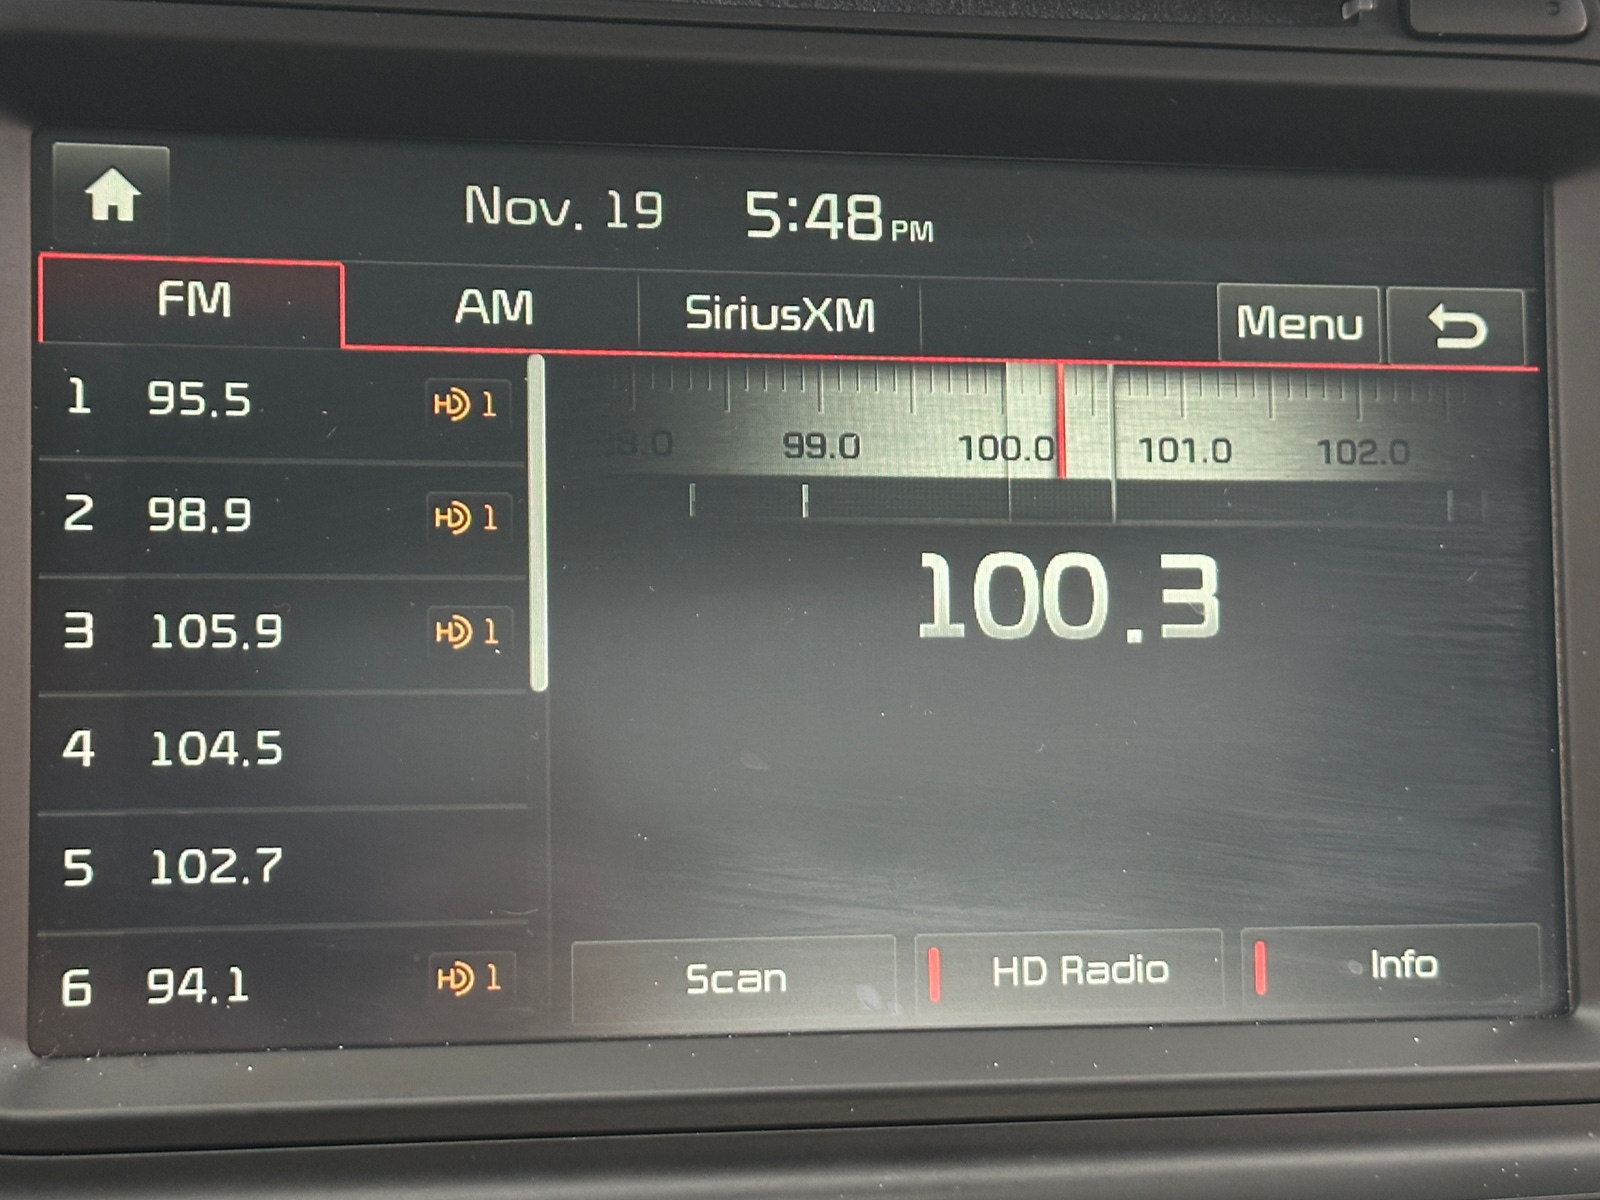 Nov. 19 5:48 PM
FM AM SiriusXM Menu
1 95.5 HD 1
2 98.9 HD 1
3 105.9 HD 1
4 104.5
5 102.7
6 94.1 HD 1
99.0 100.0 101.0 102.0
100.3
Scan HD Radio Info